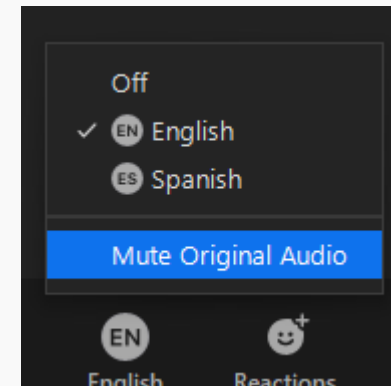 Off
EN English
ES Spanish
Mute Original Audio
EN
English
Reactions